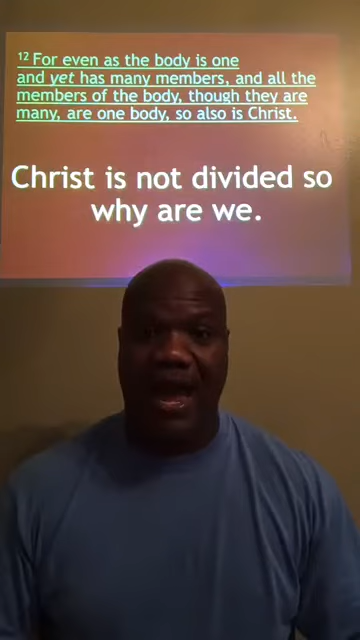 12 For even as the body is one
and yet has many members, and all the
members of the body, though they are
many, are one body, so also is Christ.
Christ is not divided so
why are we.